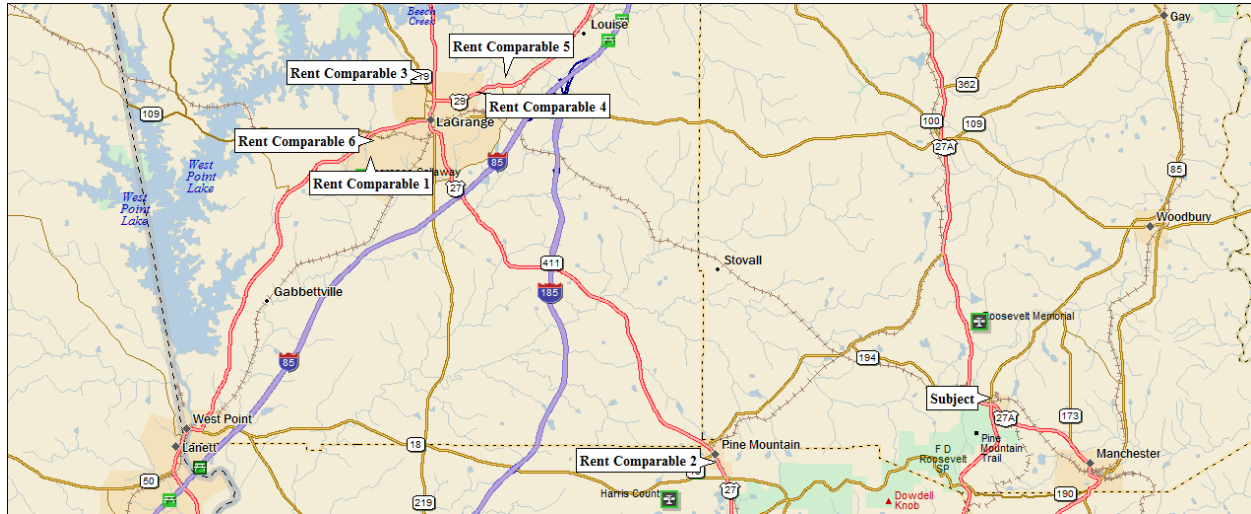 Beech
Creek
Louise
Gay
Rent Comparable 5
Rent Comparable 3
362
29
Rent Comparable 4
109
LaGrange
100
109
27A
Rent Comparable 6
85
West
Point
Lake
85
Rent Comparable 1
27
West
Point
Lake
Woodbury
Stovall
411
185
Gabbettville
Roosevelt Memorial
85
194
Subject
West Point
27A
173
Lanett
18
Pine Mountain
Pine
Mountain
Trail
F D
Roosevelt
SP
Manchester
Rent Comparable 2
50
219
Harris Count
27
Dowdell
Knob
190